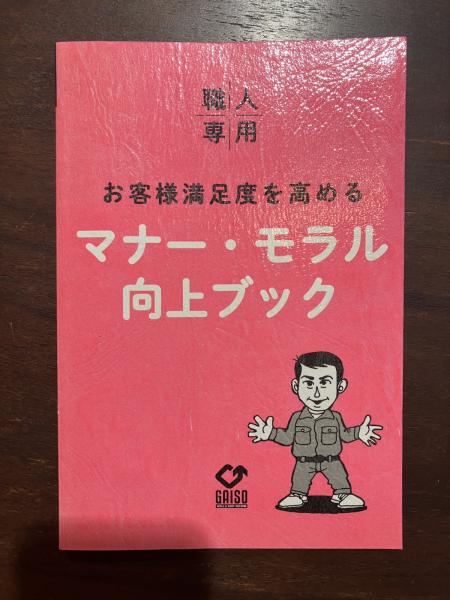 職人
専用
お客様満足度を高める
マナー・モラル
向上ブック
GAISO